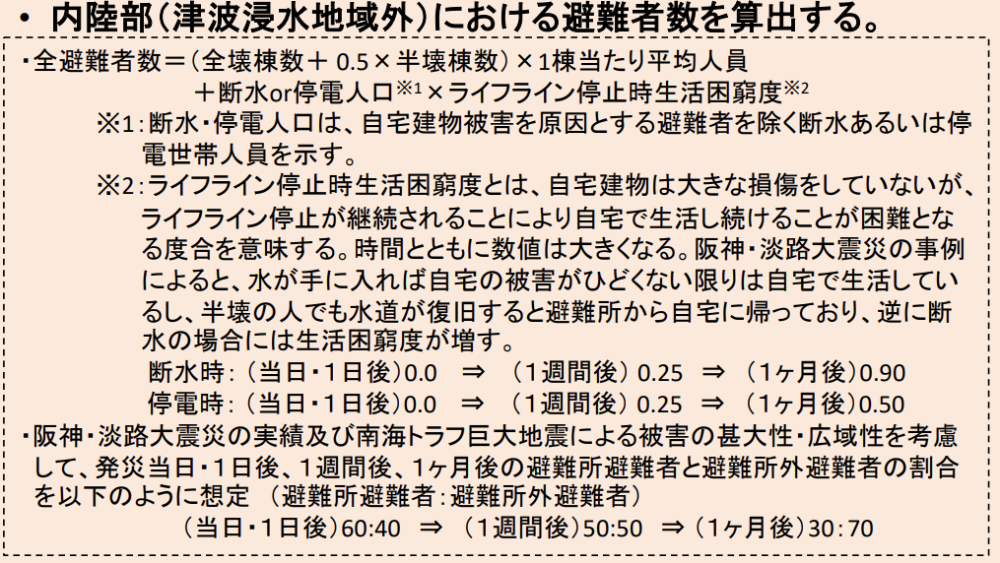 • 内陸部(津波浸水地域外)における避難者数を算出する。
・全避難者数＝(全壊棟数＋ 0.5×半壊棟数) ×1棟当たり平均人員
＋断水or停電人口※1×ライフライン停止時生活困窮度※2
※1:断水・停電人口は、自宅建物被害を原因とする避難者を除く断水あるいは停
電世帯人員を示す。
※2:ライフライン停止時生活困窮度とは、自宅建物は大きな損傷をしていないが、
ライフライン停止が継続されることにより自宅で生活し続けることが困難とな
る度合を意味する。時間とともに数値は大きくなる。阪神・淡路大震災の事例
によると、水が手に入れば自宅の被害がひどくない限りは自宅で生活してい
るし、半壊の人でも水道が復旧すると避難所から自宅に帰っており、逆に断
水の場合には生活困窮度が増す。
断水時: (当日・1日後)0.0 ⇒ (1週間後) 0.25 ⇒ (1ヶ月後)0.90
停電時: (当日・1日後)0.0 ⇒ (1週間後) 0.25 ⇒ (1ヶ月後)0.50
・阪神・淡路大震災の実績及び南海トラフ巨大地震による被害の甚大性・広域性を考慮
して、発災当日・1日後、1週間後、1ヶ月後の避難所避難者と避難所外避難者の割合
を以下のように想定 (避難所避難者:避難所外避難者)
(当日・1日後)60:40 ⇒ (1週間後)50:50 ⇒(1ヶ月後)30:70